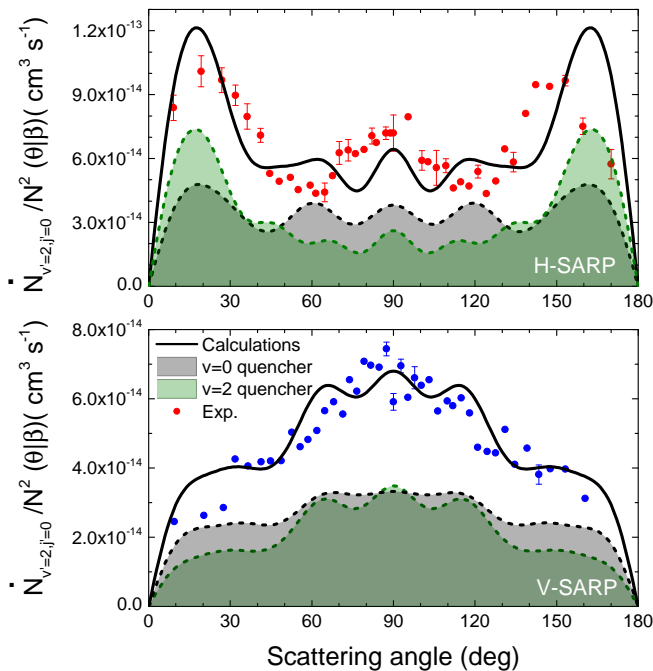 Ṅ_{v'=2,j'=0} /N² (θ|β)( cm³ s⁻¹)
1.2x10⁻¹³
9.0x10⁻¹⁴
6.0x10⁻¹⁴
3.0x10⁻¹⁴
0.0
H-SARP
0 30 60 90 120 150 180
Ṅ_{v'=2,j'=0} /N² (θ|β)( cm³ s⁻¹)
8.0x10⁻¹⁴
6.0x10⁻¹⁴
4.0x10⁻¹⁴
2.0x10⁻¹⁴
0.0
Calculations
v=0 quencher
v=2 quencher
Exp.
V-SARP
0 30 60 90 120 150 180
Scattering angle (deg)